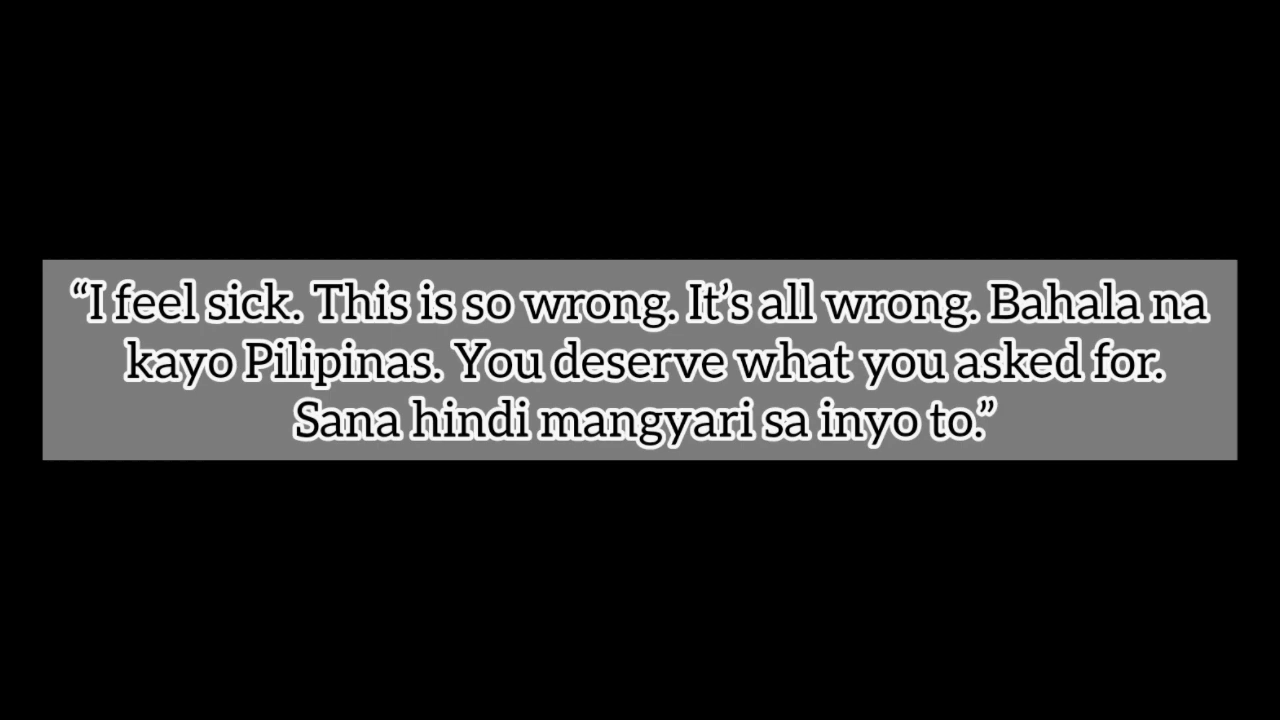 “I feel sick. This is so wrong. It’s all wrong. Bahala na
kayo Pilipinas. You deserve what you asked for.
Sana hindi mangyari sa inyo to.”